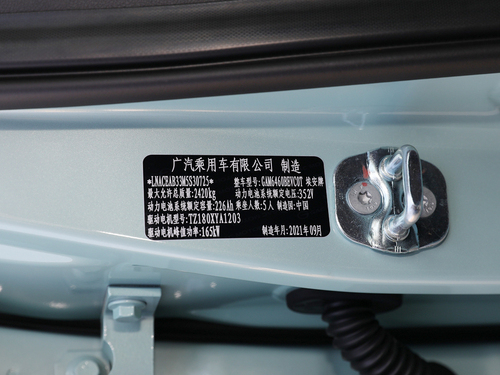 广汽乘用车有限公司 制造
*LNACEAB33M5S30725* 整车型号:GAM6460BEVC0T 埃安牌
最大允许总质量:2420kg 动力电池系统额定电压:352V
动力电池系统额定容量:226Ah 乘坐人数:5人 制造国:中国
驱动电机型号:TZ180XYA1203
驱动电机峰值功率:165kW 制造年月:2021年09月